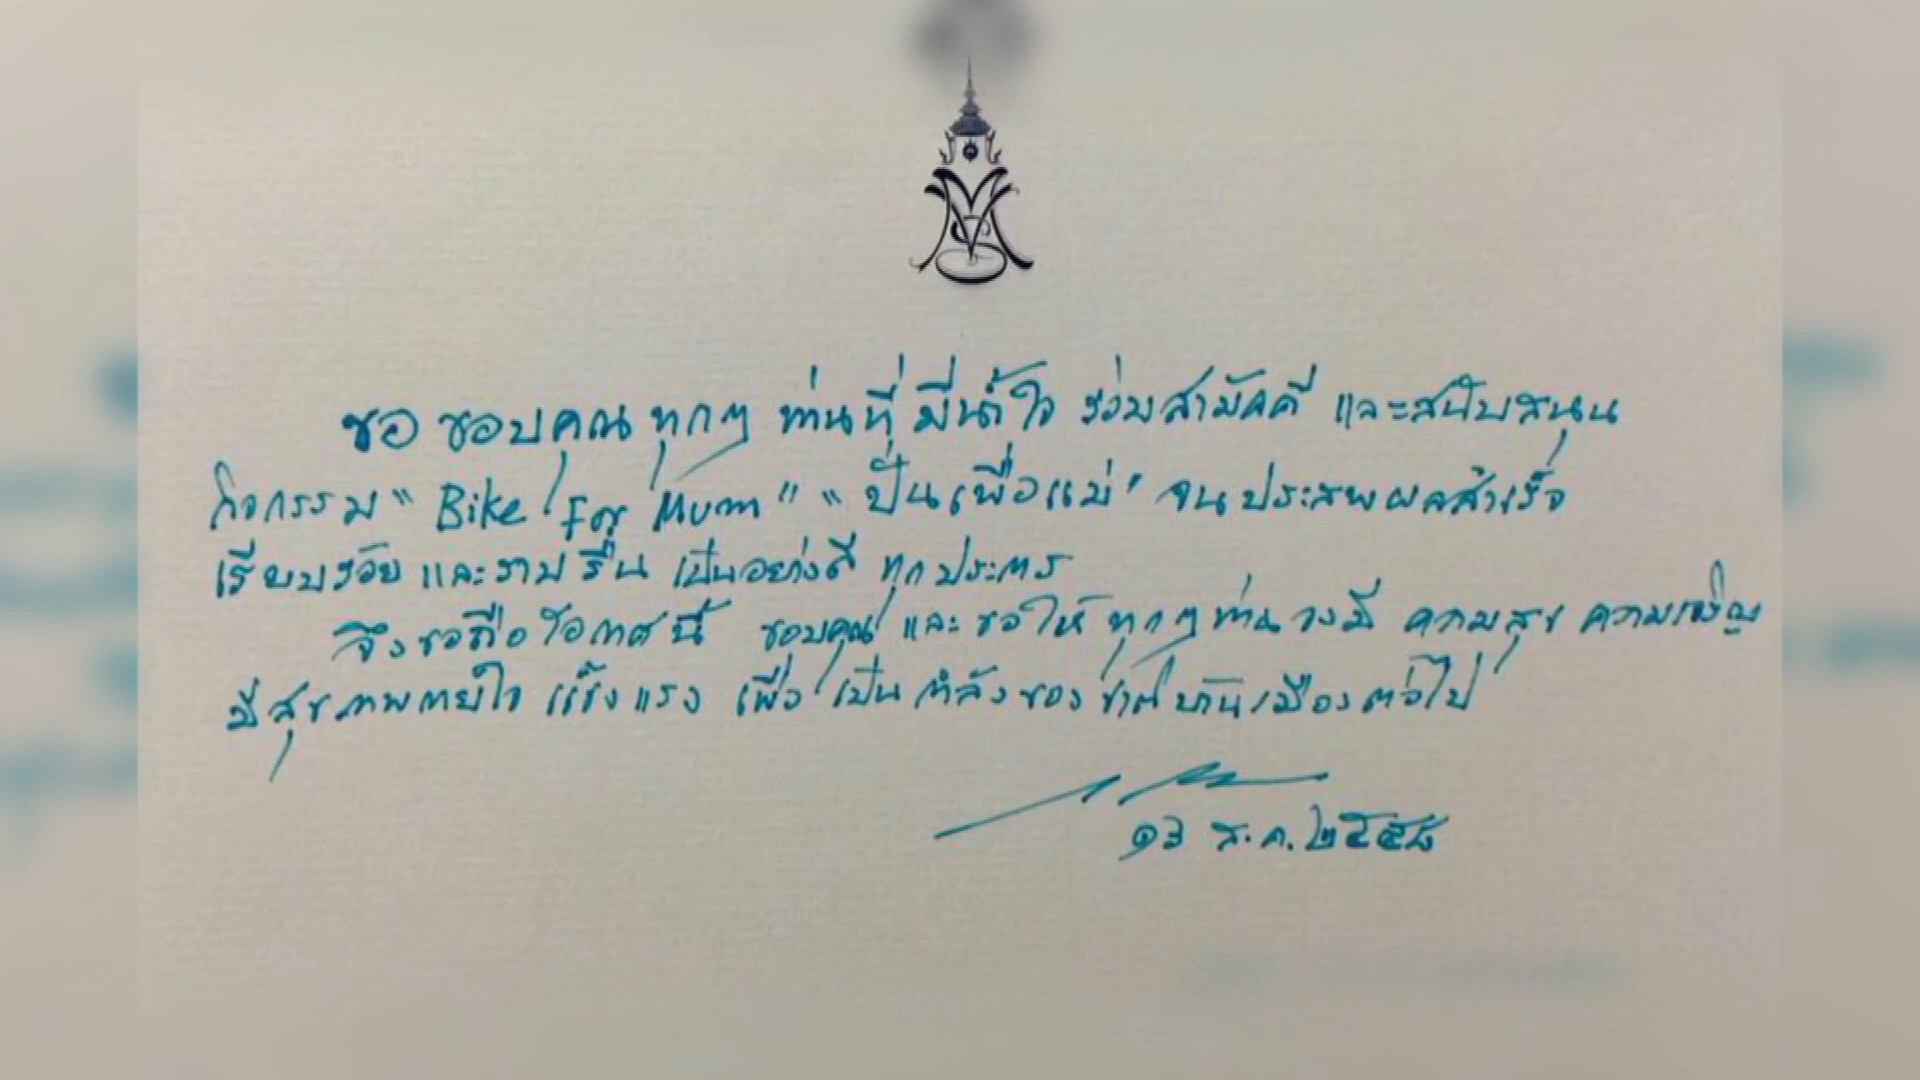 ขอ ขอบคุณ ทุกๆ ท่านที่ มีน้ำใจ ร่วมสามัคคี และสนับสนุน
กิจกรรม "Bike for Mum" "ปั่นเพื่อแม่" จนประสพผลสำเร็จ
เรียบร้อย และราบรื่น เป็นอย่างดี ทุกประการ
จึงขอถือโอกาสนี้ ขอบคุณ และ ขอให้ ทุกๆ ท่าน จงมี ความสุข ความเจริญ
มีสุขภาพกายใจ แข็งแรง เพื่อ เป็นกำลังของชาติบ้านเมืองต่อไป
๑๖ ส.ค. ๒๕๕๘